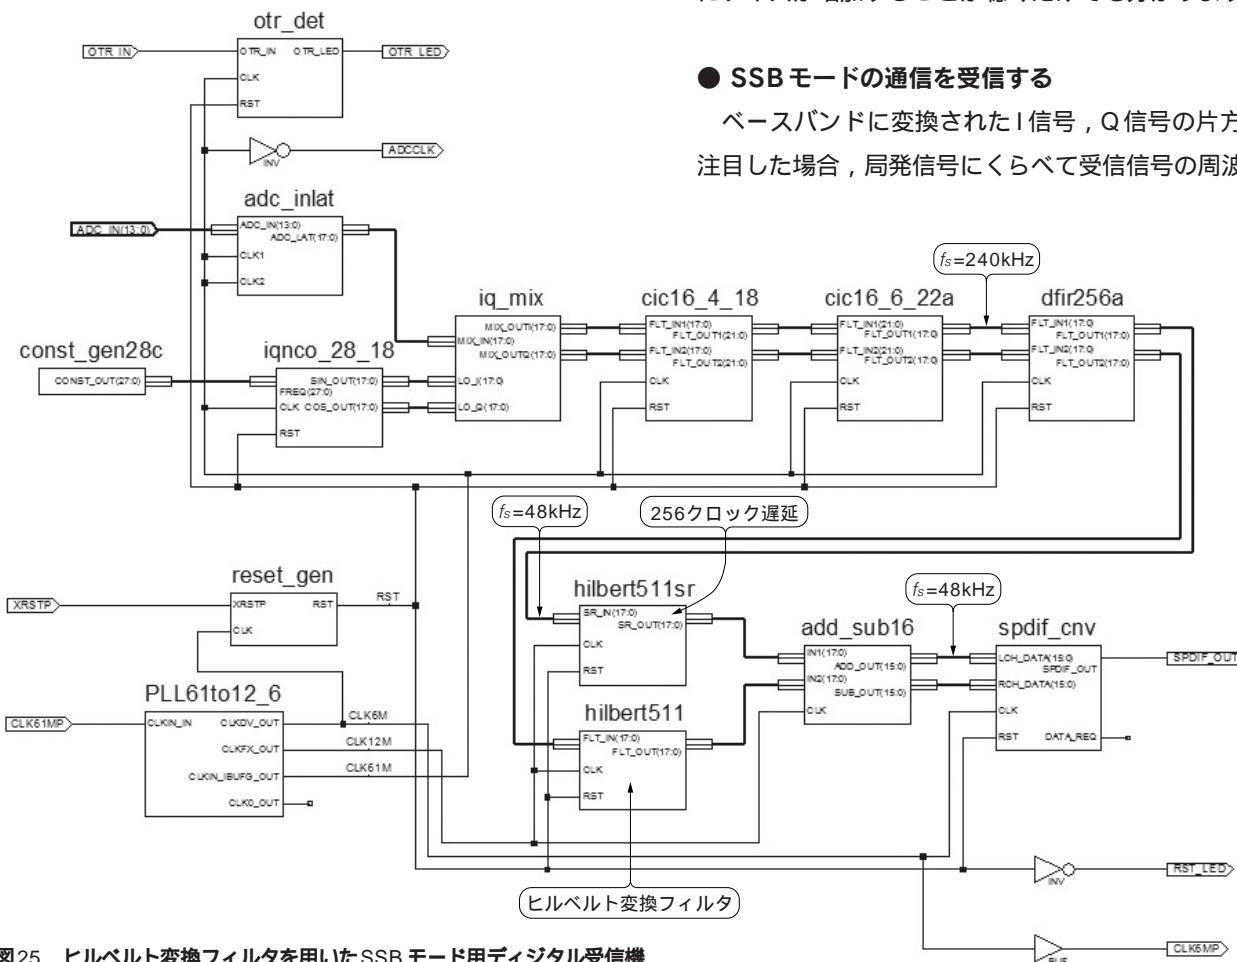 ● SSBモードの通信を受信する
ベースバンドに変換されたI信号，Q信号の片方
注目した場合，局発信号にくらべて受信信号の周波
otr_det
OTR_IN
OTR_IN OTR_LED
OTR_LED
CLK
RST
INV
ADCCLK
adc_inlat
ADC_IN(13:0)
ADC_IN(13:0)
ADC_LAT(17:0)
CLK1
CLK2
fs=240kHz
iq_mix
MIX_OUTI(17:0)
MIX_IN(17:0)
MIX_OUTQ(17:0)
LO_I(17:0)
LO_Q(17:0)
cic16_4_18
FLT_IN1(17:0)
FLT_OUT1(21:0)
FLT_IN2(17:0)
FLT_OUT2(21:0)
CLK
RST
cic16_6_22a
FLT_IN1(21:0)
FLT_OUT1(17:0)
FLT_IN2(21:0)
FLT_OUT2(17:0)
CLK
RST
dfir256a
FLT_IN1(17:0)
FLT_OUT1(17:0)
FLT_IN2(17:0)
FLT_OUT2(17:0)
CLK
RST
const_gen28c
CONST_OUT(27:0)
iqnco_28_18
SIN_OUT(17:0)
FREQ(27:0)
CLK COS_OUT(17:0)
RST
fs=48kHz
256クロック遅延
reset_gen
XRSTP
XRSTP RST
RST
CLK
hilbert511sr
SR_IN(17:0)
SR_OUT(17:0)
CLK
RST
fs=48kHz
add_sub16
IN1(17:0)
ADD_OUT(15:0)
IN2(17:0)
SUB_OUT(15:0)
CLK
spdif_cnv
LCH_DATA(15:0)
SPDIF_OUT
RCH_DATA(15:0)
CLK
RST DATA_REQ
SPDIF_OUT
PLL61to12_6
CLK61MP
CLKIN_IN CLKDV_OUT
CLK6M
CLKFX_OUT
CLK12M
CLKIN_IBUFG_OUT
CLK61M
CLK0_OUT
hilbert511
FLT_IN(17:0)
FLT_OUT(17:0)
CLK
RST
ヒルベルト変換フィルタ
INV
RST_LED
BUF
CLK6MP
図25 ヒルベルト変換フィルタを用いたSSBモード用ディジタル受信機